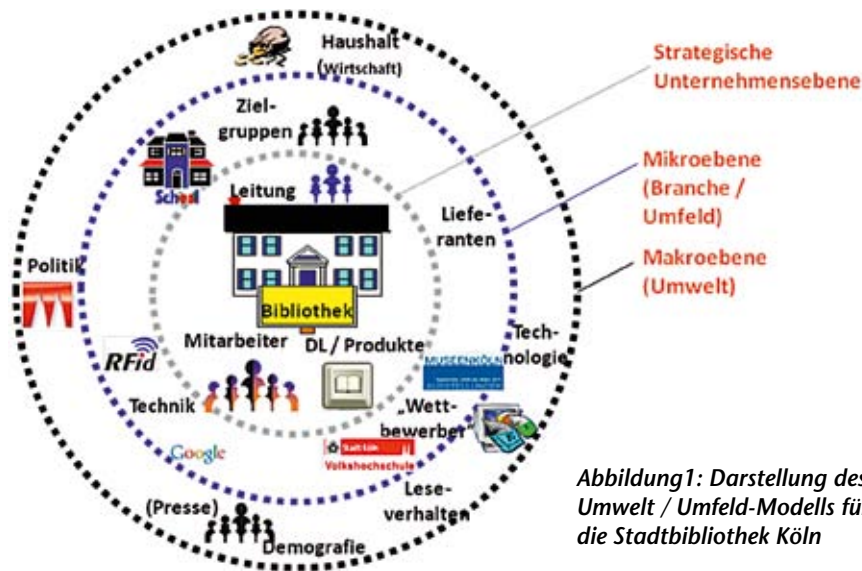 Haushalt
(Wirtschaft)
Ziel-
gruppen
School
Leitung
Liefe-
ranten
Politik
Bibliothek
RFid
Mitarbeiter
DL / Produkte
Tech-
nologie
MUSEENKÖLN
Technik
„Wett-
bewerber“
Google
Stadt Köln
Volkshochschule
Lese-
verhalten
(Presse)
Demografie
Strategische
Unternehmensebene
Mikroebene
(Branche /
Umfeld)
Makroebene
(Umwelt)
Abbildung1: Darstellung des
Umwelt / Umfeld-Modells für
die Stadtbibliothek Köln